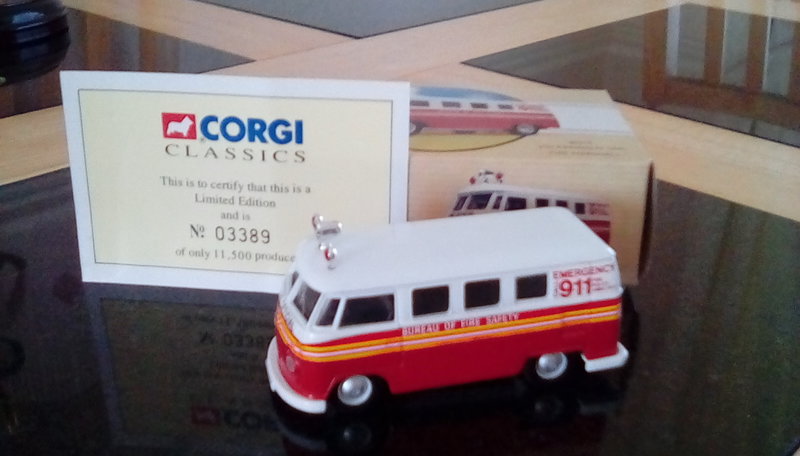 CORGI
CLASSICS
This is to certify that this is a
Limited Edition
and is
No 03389
of only 11,500 produce
EMERGENCY
911
BUREAU OF FIRE SAFETY